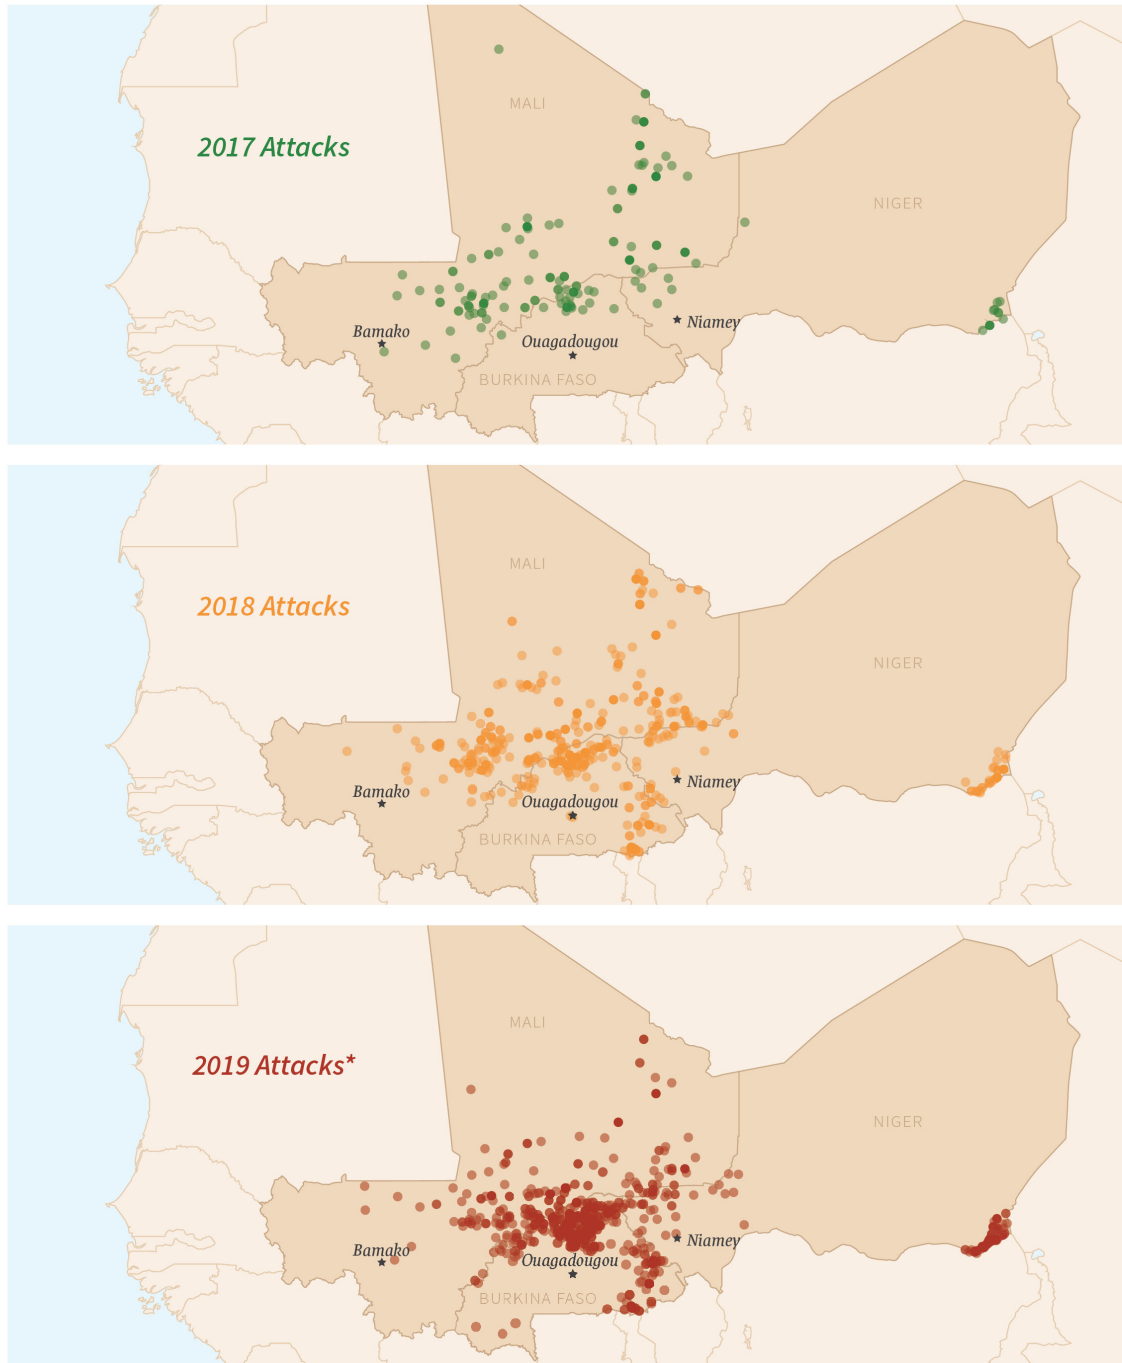 MALI
2017 Attacks
NIGER
Bamako
Niamey
Ouagadougou
BURKINA FASO
MALI
2018 Attacks
NIGER
Bamako
Niamey
Ouagadougou
BURKINA FASO
MALI
2019 Attacks*
NIGER
Bamako
Niamey
Ouagadougou
BURKINA FASO